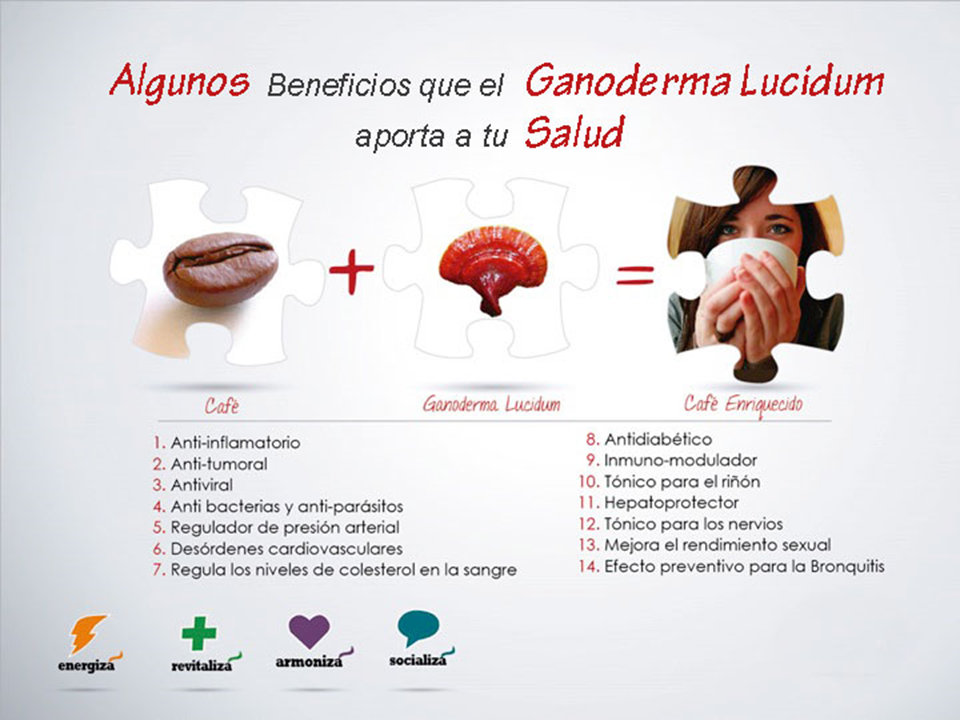 Algunos Beneficios que el Ganoderma Lucidum
aporta a tu Salud
Café
Ganoderma Lucidum
Café Enriquecido
1. Anti-inflamatorio
2. Anti-tumoral
3. Antiviral
4. Anti bacterias y anti-parásitos
5. Regulador de presión arterial
6. Desórdenes cardiovasculares
7. Regula los niveles de colesterol en la sangre
8. Antidiabético
9. Inmuno-modulador
10. Tónico para el riñón
11. Hepatoprotector
12. Tónico para los nervios
13. Mejora el rendimiento sexual
14. Efecto preventivo para la Bronquitis
energiza
revitaliza
armoniza
socializa